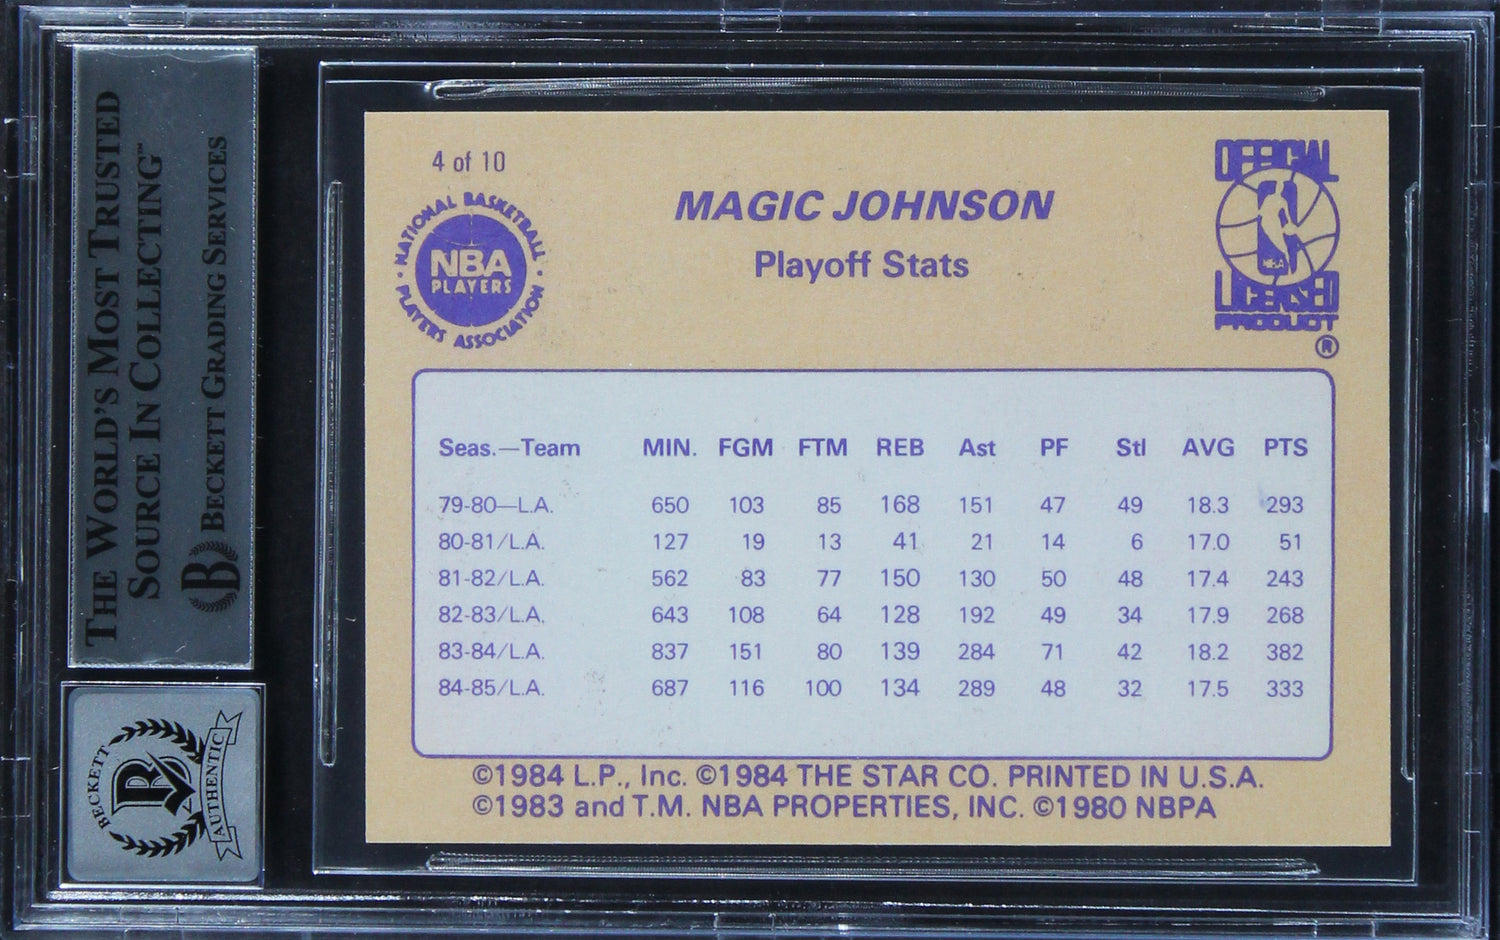 THE WORLD'S MOST TRUSTED
SOURCE IN COLLECTING™
BECKETT GRADING SERVICES
B
BECKETT
B
AUTHENTIC
4 of 10
NATIONAL BASKETBALL
NBA
PLAYERS
PLAYERS ASSOCIATION
MAGIC JOHNSON
Playoff Stats
OFFICIAL
NBA
LICENSED
PRODUCT
®
Seas.—Team MIN. FGM FTM REB Ast PF Stl AVG PTS
79-80—L.A. 650 103 85 168 151 47 49 18.3 293
80-81/L.A. 127 19 13 41 21 14 6 17.0 51
81-82/L.A. 562 83 77 150 130 50 48 17.4 243
82-83/L.A. 643 108 64 128 192 49 34 17.9 268
83-84/L.A. 837 151 80 139 284 71 42 18.2 382
84-85/L.A. 687 116 100 134 289 48 32 17.5 333
©1984 L.P., Inc. ©1984 THE STAR CO. PRINTED IN U.S.A.
©1983 and T.M. NBA PROPERTIES, INC. ©1980 NBPA